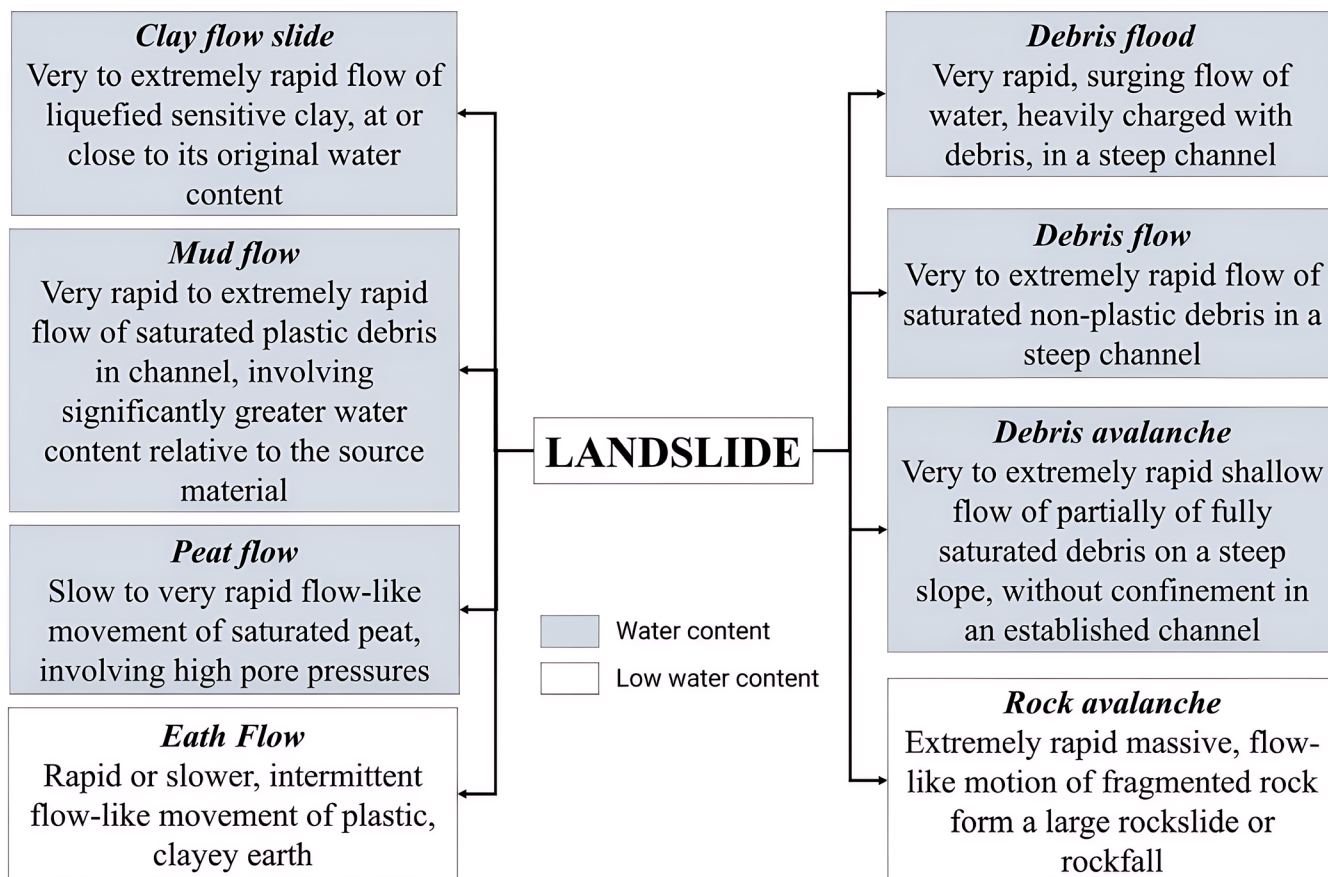 Clay flow slide
Very to extremely rapid flow of
liquefied sensitive clay, at or
close to its original water
content
Mud flow
Very rapid to extremely rapid
flow of saturated plastic debris
in channel, involving
significantly greater water
content relative to the source
material
Peat flow
Slow to very rapid flow-like
movement of saturated peat,
involving high pore pressures
Eath Flow
Rapid or slower, intermittent
flow-like movement of plastic,
clayey earth
LANDSLIDE
Water content
Low water content
Debris flood
Very rapid, surging flow of
water, heavily charged with
debris, in a steep channel
Debris flow
Very to extremely rapid flow of
saturated non-plastic debris in a
steep channel
Debris avalanche
Very to extremely rapid shallow
flow of partially of fully
saturated debris on a steep
slope, without confinement in
an established channel
Rock avalanche
Extremely rapid massive, flow-
like motion of fragmented rock
form a large rockslide or
rockfall